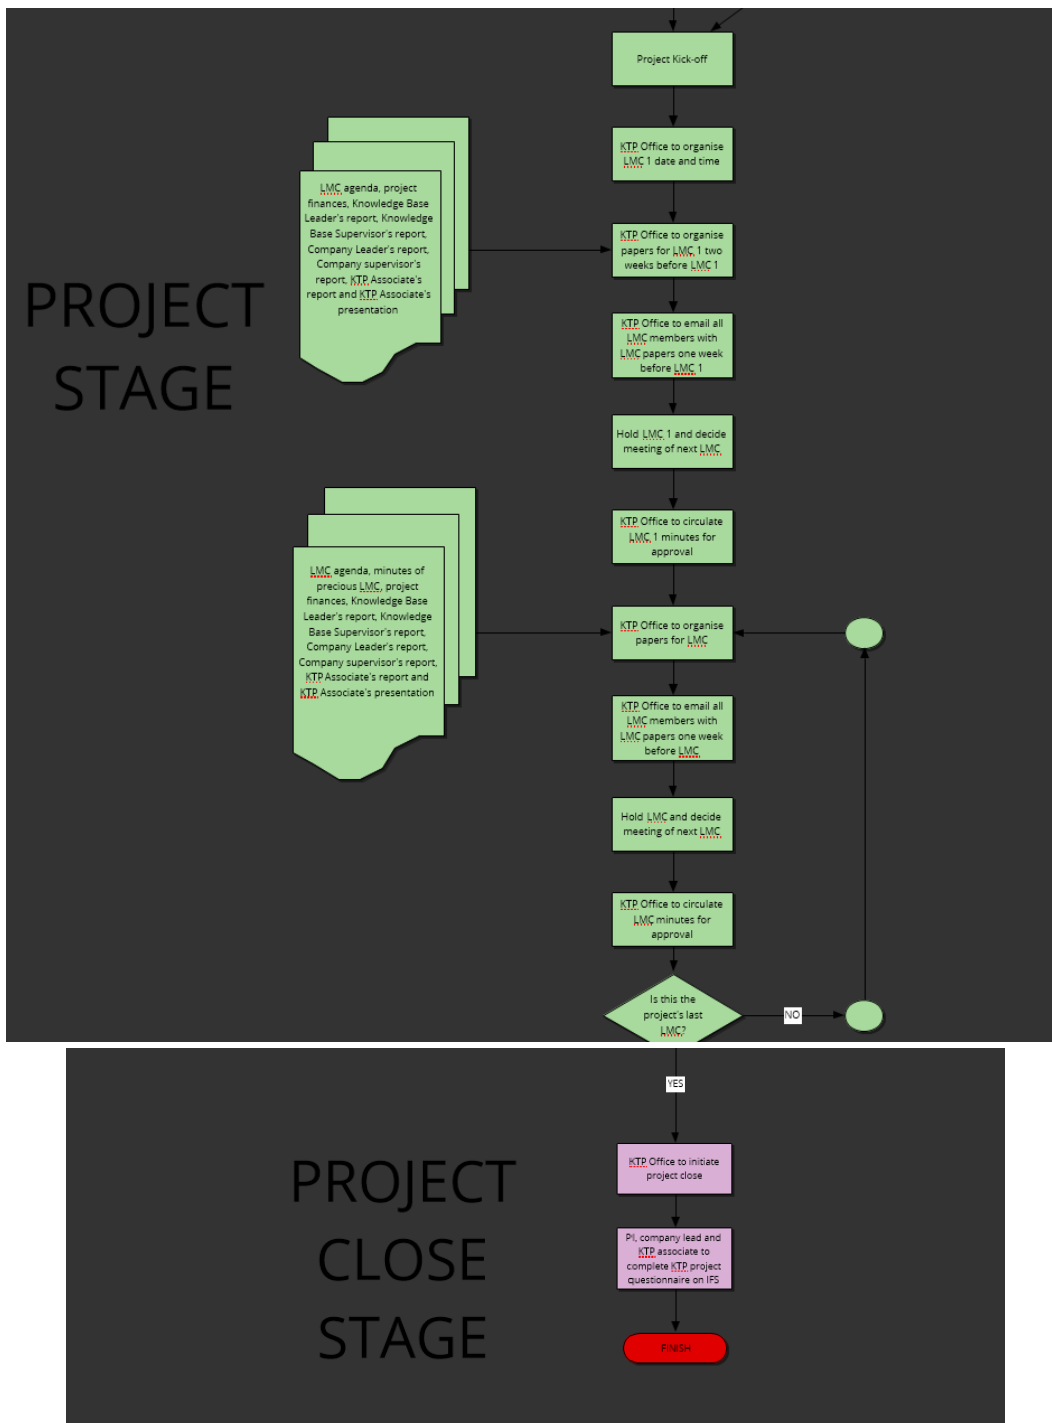 Project Kick-off
KTP Office to organise
LMC 1 date and time
LMC agenda, project
finances, Knowledge Base
Leader's report, Knowledge
Base Supervisor's report,
Company Leader's report,
Company supervisor's
report, KTP Associate's
report and KTP Associate's
presentation
KTP Office to organise
papers for LMC 1 two
weeks before LMC 1
PROJECT
STAGE
KTP Office to email all
LMC members with
LMC papers one week
before LMC 1
Hold LMC 1 and decide
meeting of next LMC
KTP Office to circulate
LMC 1 minutes for
approval
LMC agenda, minutes of
precious LMC, project
finances, Knowledge Base
Leader's report, Knowledge
Base Supervisor's report,
Company Leader's report,
Company supervisor's report,
KTP Associate's report and
KTP Associate's presentation
KTP Office to organise
papers for LMC
KTP Office to email all
LMC members with
LMC papers one week
before LMC
Hold LMC and decide
meeting of next LMC
KTP Office to circulate
LMC minutes for
approval
Is this the
project's last
LMC?
NO
YES
PROJECT
CLOSE
STAGE
KTP Office to initiate
project close
PI, company lead and
KTP associate to
complete KTP project
questionnaire on IFS
FINISH